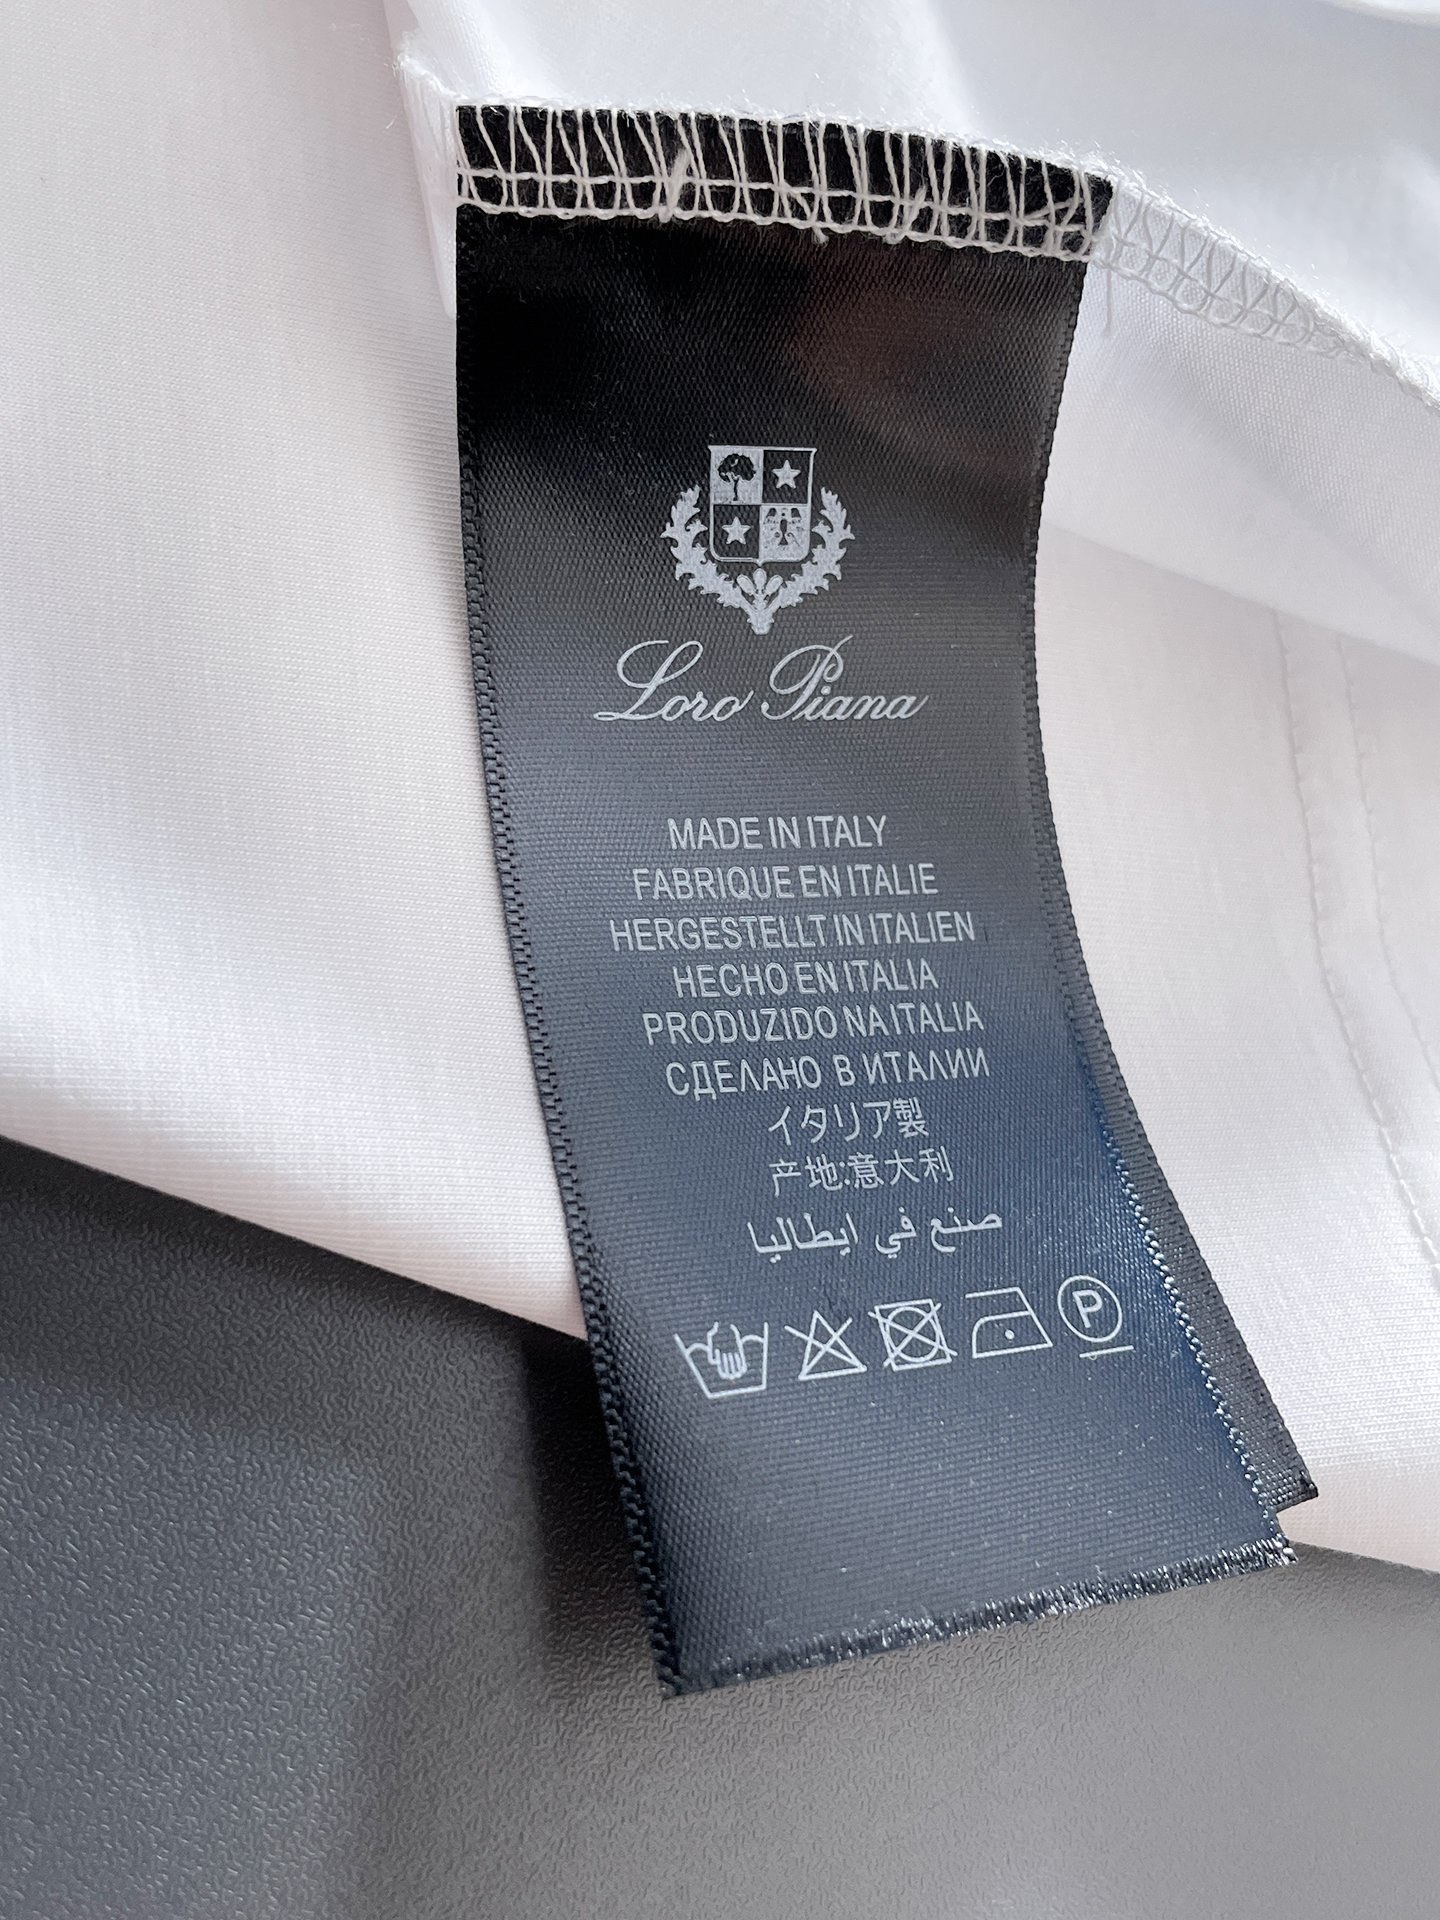 Loro Piana
MADE IN ITALY
FABRIQUE EN ITALIE
HERGESTELLT IN ITALIEN
HECHO EN ITALIA
PRODUZIDO NA ITALIA
СДЕЛАНО В ИТАЛИИ
イタリア製
产地:意大利
صنع في ايطاليا
P